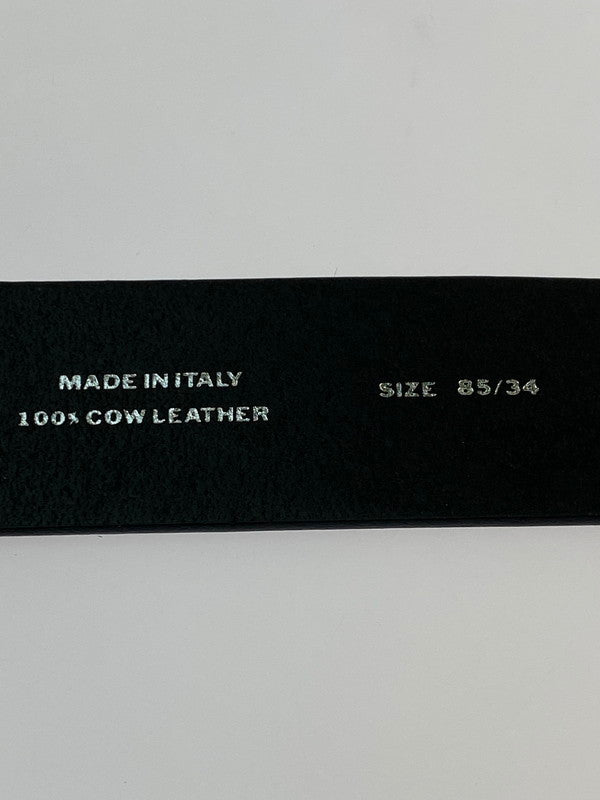 MADE IN ITALY
100% COW LEATHER
SIZE 85/34